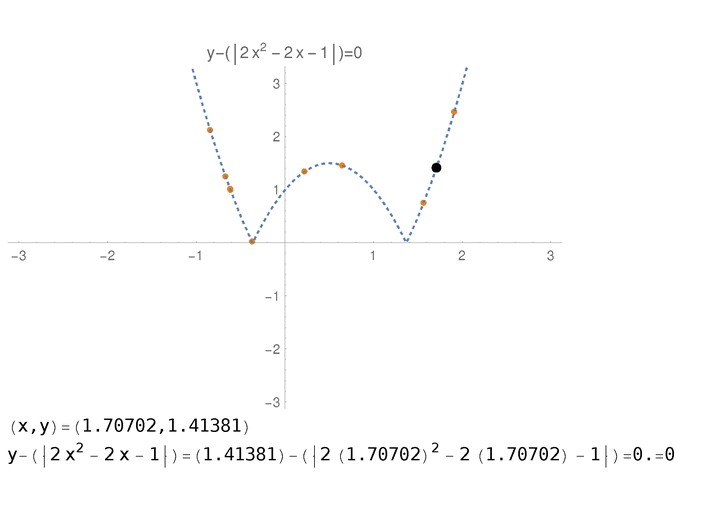 y−(|2x²−2x−1|)=0
3
2
1
−3 −2 −1 1 2 3
−1
−2
−3
(x,y)=(1.70702,1.41381)
y−(|2x²−2x−1|)=(1.41381)−(|2 (1.70702)²−2 (1.70702) −1|)=0.=0